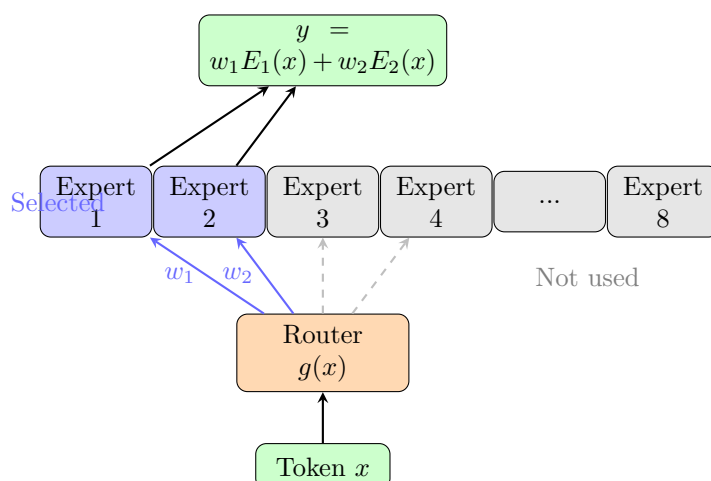 y =
w₁E₁(x) + w₂E₂(x)
Selected
Expert
1
Expert
2
Expert
3
Expert
4
...
Expert
8
w₁
w₂
Not used
Router
g(x)
Token x